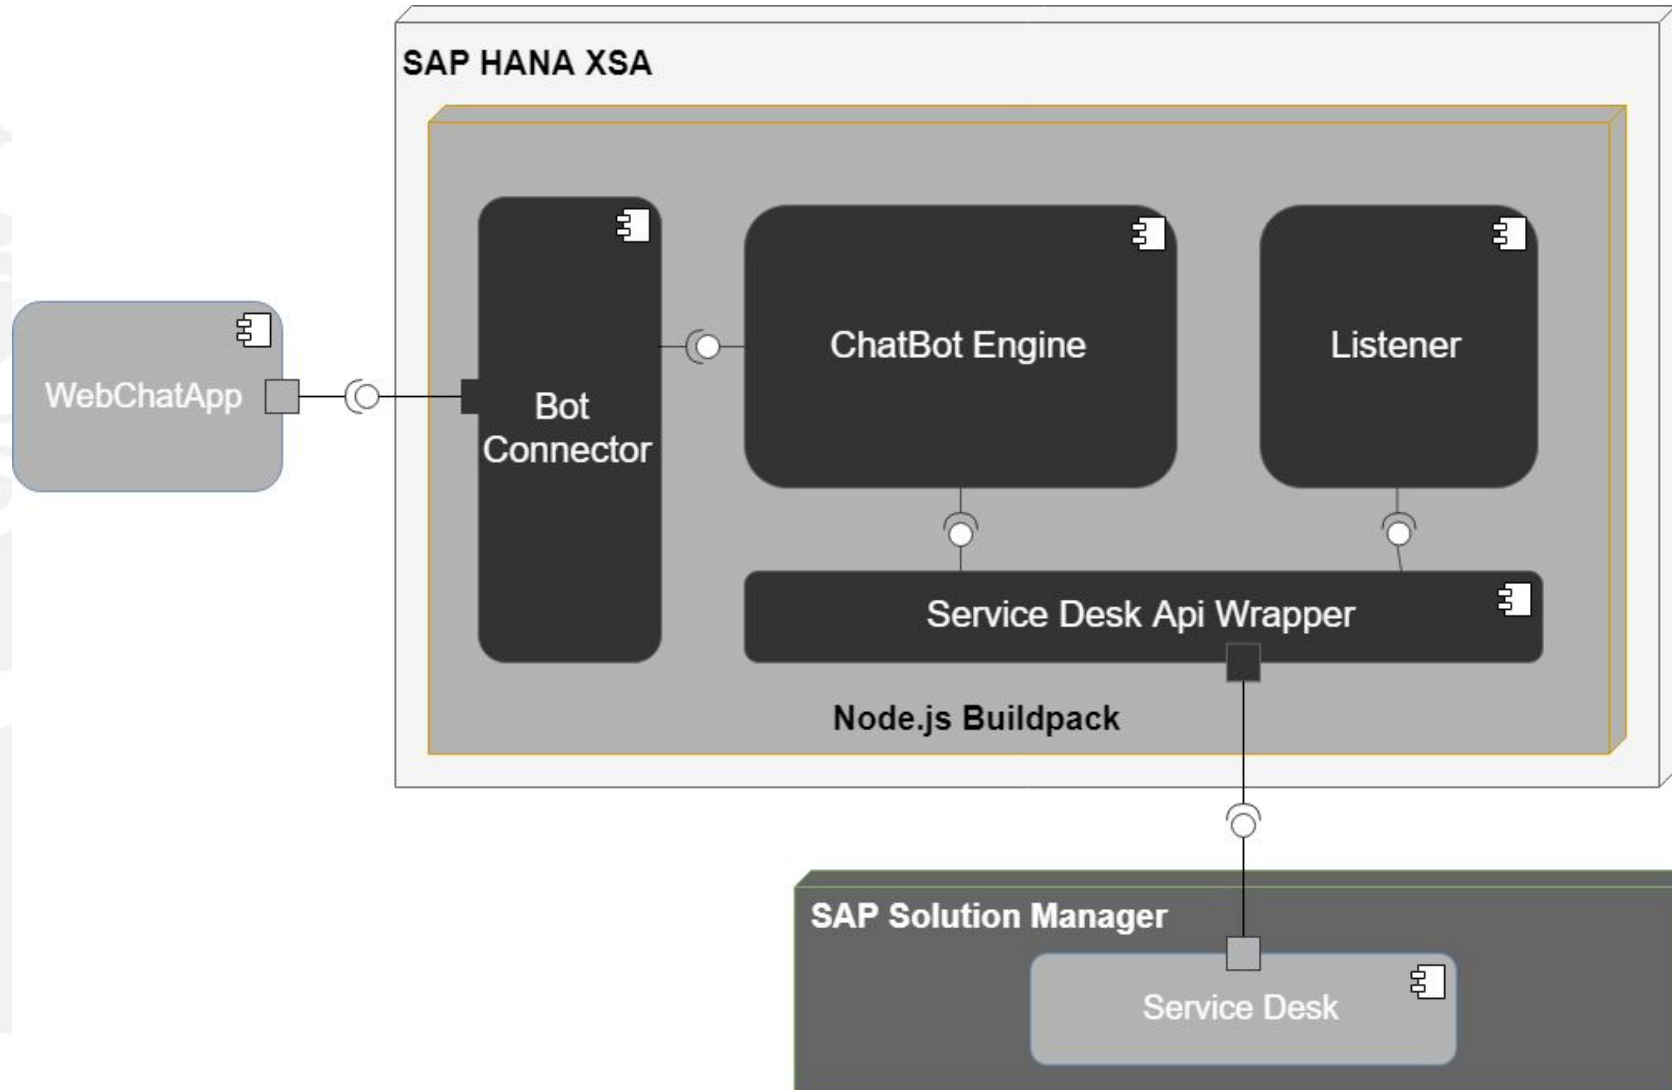 SAP HANA XSA
WebChatApp
Bot
Connector
ChatBot Engine
Listener
Service Desk Api Wrapper
Node.js Buildpack
SAP Solution Manager
Service Desk